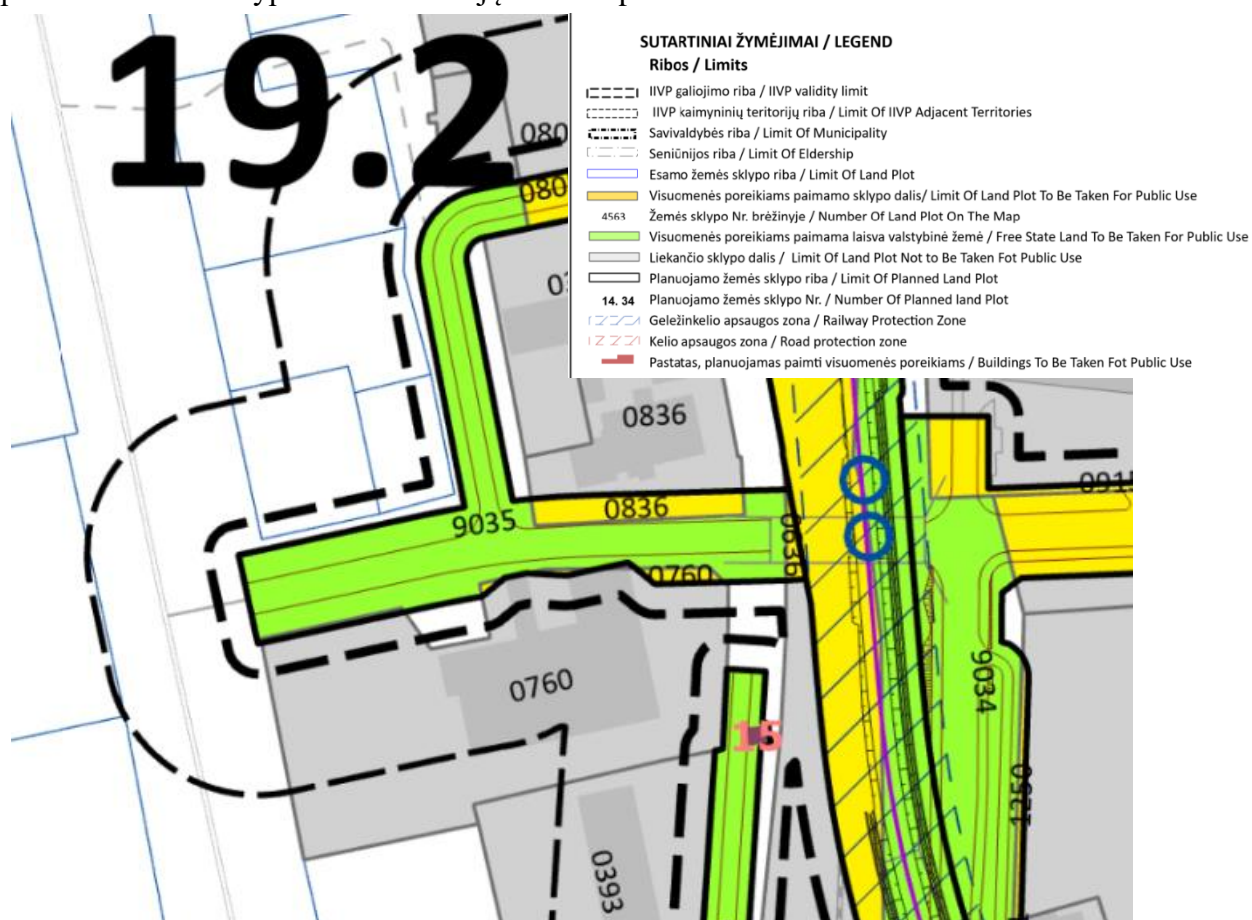 19.2
SUTARTINIAI ŽYMĖJIMAI / LEGEND
Ribos / Limits
IIVP galiojimo riba / IIVP validity limit
IIVP kaimyninių teritorijų riba / Limit Of IIVP Adjacent Territories
Savivaldybės riba / Limit Of Municipality
Seniūnijos riba / Limit Of Eldership
Esamo žemės sklypo riba / Limit Of Land Plot
Visuomenės poreikiams paimamo sklypo dalis/ Limit Of Land Plot To Be Taken For Public Use
4563 Žemės sklypo Nr. brėžinyje / Number Of Land Plot On The Map
Visuomenės poreikiams paimama laisva valstybinė žemė / Free State Land To Be Taken For Public Use
Liekančio sklypo dalis / Limit Of Land Plot Not to Be Taken Fot Public Use
Planuojamo žemės sklypo riba / Limit Of Planned Land Plot
14. 34 Planuojamo žemės sklypo Nr. / Number Of Planned land Plot
Geležinkelio apsaugos zona / Railway Protection Zone
Kelio apsaugos zona / Road protection zone
Pastatas, planuojamas paimti visuomenės poreikiams / Buildings To Be Taken Fot Public Use
080
080
03
0836
0915
0836
9035
0636
0760
0760
9034
15
1250
0393